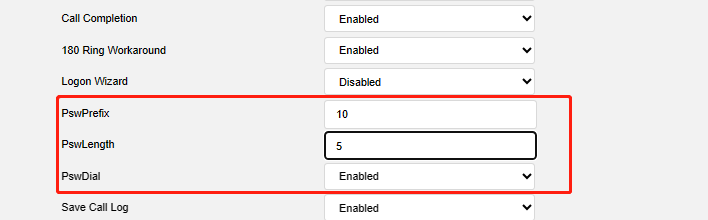 Call Completion Enabled
180 Ring Workaround Enabled
Logon Wizard Disabled
PswPrefix 10
PswLength 5
PswDial Enabled
Save Call Log Enabled